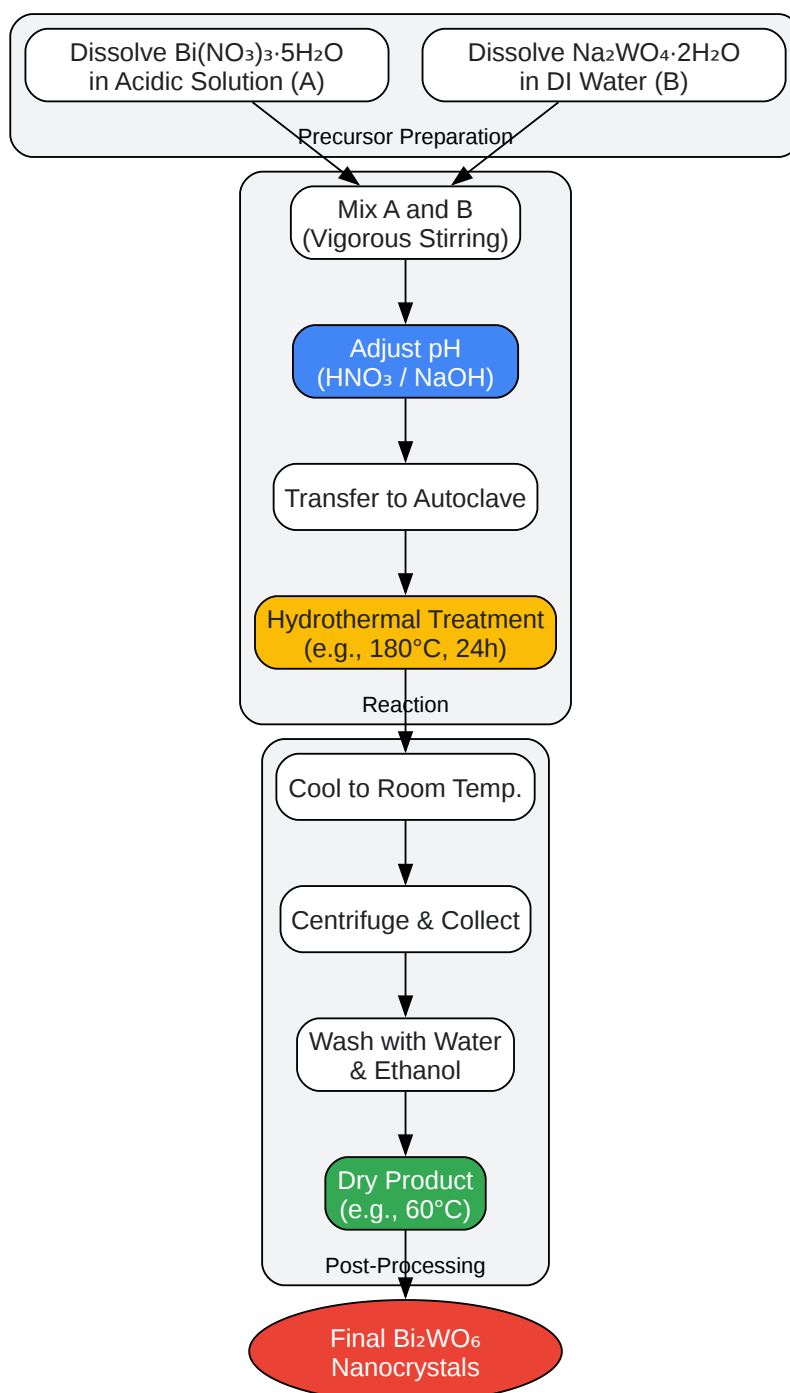 Dissolve Bi(NO₃)₃·5H₂O
in Acidic Solution (A)
Dissolve Na₂WO₄·2H₂O
in DI Water (B)
Precursor Preparation
Mix A and B
(Vigorous Stirring)
Adjust pH
(HNO₃ / NaOH)
Transfer to Autoclave
Hydrothermal Treatment
(e.g., 180°C, 24h)
Reaction
Cool to Room Temp.
Centrifuge & Collect
Wash with Water
& Ethanol
Dry Product
(e.g., 60°C)
Post-Processing
Final Bi₂WO₆
Nanocrystals